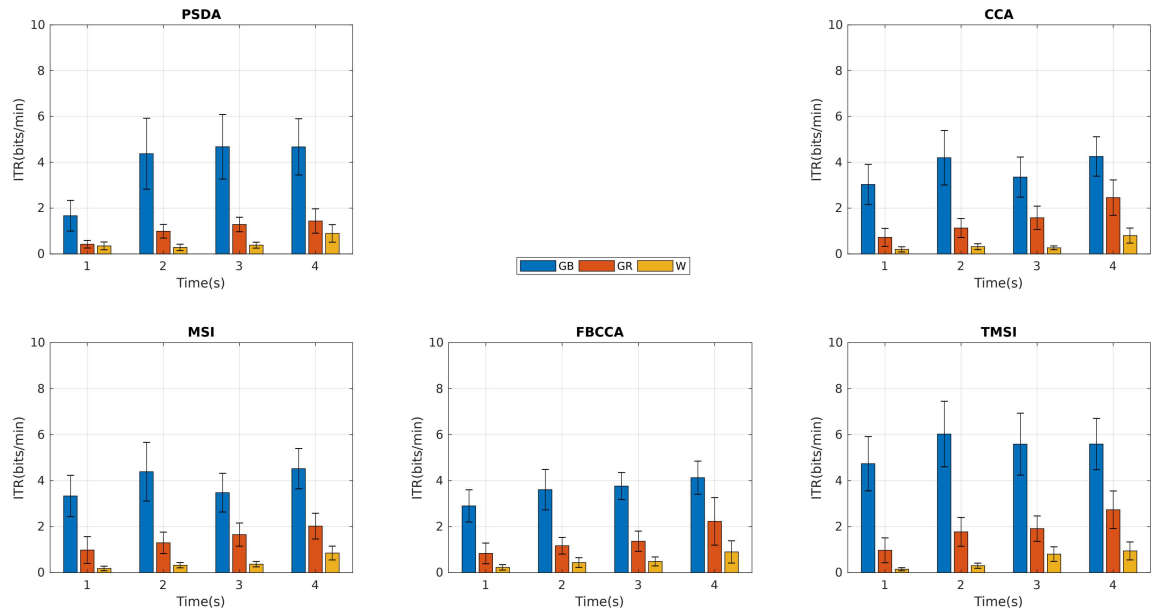 PSDA
10
8
6
4
2
0
ITR(bits/min)
1 2 3 4
Time(s)
CCA
10
8
6
4
2
0
ITR(bits/min)
1 2 3 4
Time(s)
GB GR W
MSI
10
8
6
4
2
0
ITR(bits/min)
1 2 3 4
Time(s)
FBCCA
10
8
6
4
2
0
ITR(bits/min)
1 2 3 4
Time(s)
TMSI
10
8
6
4
2
0
ITR(bits/min)
1 2 3 4
Time(s)